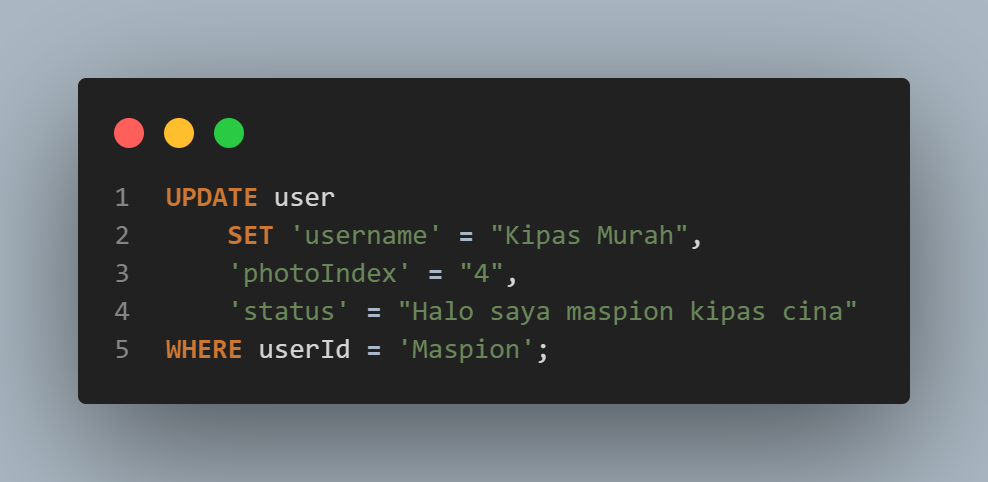 1 UPDATE user
2 SET 'username' = "Kipas Murah",
3 'photoIndex' = "4",
4 'status' = "Halo saya maspion kipas cina"
5 WHERE userId = 'Maspion';